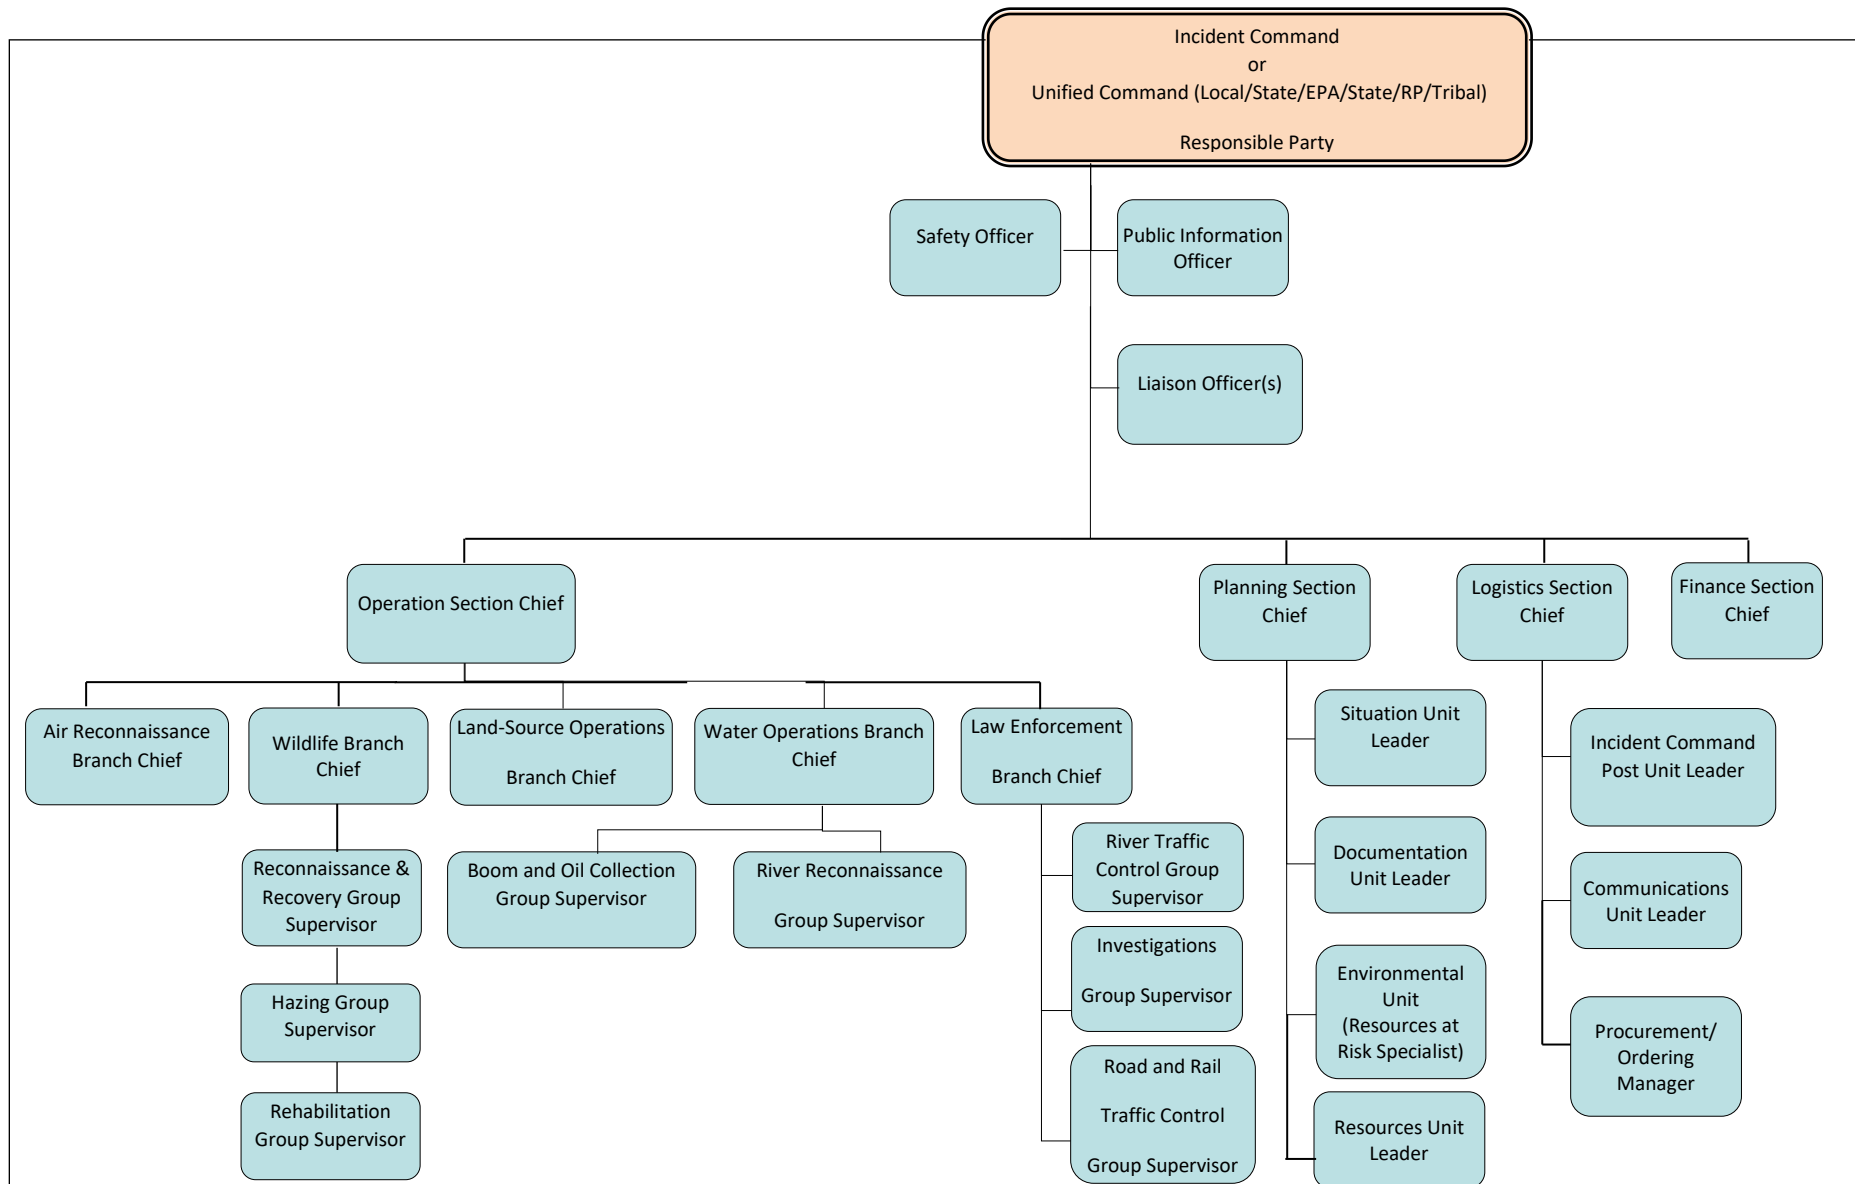 Incident Command
or
Unified Command (Local/State/EPA/State/RP/Tribal)
Responsible Party
Safety Officer
Public Information
Officer
Liaison Officer(s)
Operation Section Chief
Planning Section
Chief
Logistics Section
Chief
Finance Section
Chief
Air Reconnaissance
Branch Chief
Wildlife Branch
Chief
Land-Source Operations
Branch Chief
Water Operations Branch
Chief
Law Enforcement
Branch Chief
Reconnaissance &
Recovery Group
Supervisor
Hazing Group
Supervisor
Rehabilitation
Group Supervisor
Boom and Oil Collection
Group Supervisor
River Reconnaissance
Group Supervisor
River Traffic
Control Group
Supervisor
Investigations
Group Supervisor
Road and Rail
Traffic Control
Group Supervisor
Situation Unit
Leader
Documentation
Unit Leader
Environmental
Unit
(Resources at
Risk Specialist)
Resources Unit
Leader
Incident Command
Post Unit Leader
Communications
Unit Leader
Procurement/
Ordering
Manager